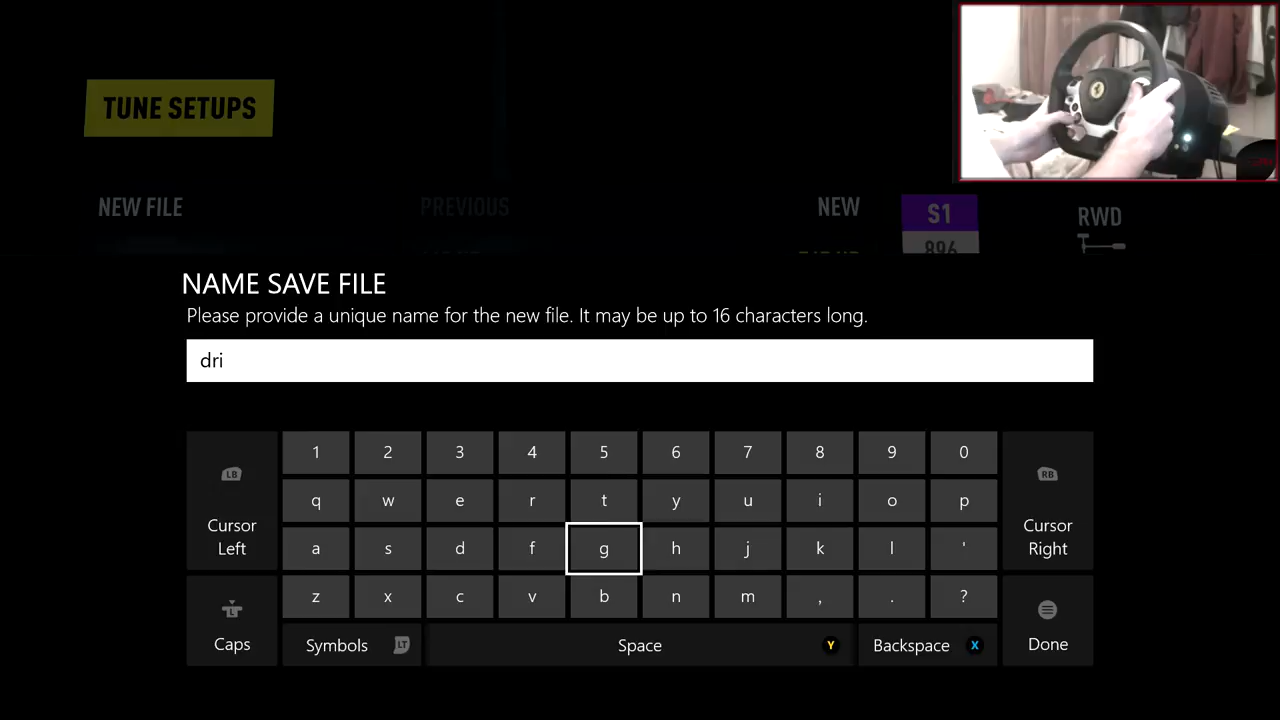 TUNE SETUPS
NEW FILE
PREVIOUS
NEW
S1
896
RWD
NAME SAVE FILE
Please provide a unique name for the new file. It may be up to 16 characters long.
dri
1 2 3 4 5 6 7 8 9 0
q w e r t y u i o p
a s d f g h j k l '
z x c v b n m , . ?
LB
Cursor
Left
RB
Cursor
Right
L
Caps
Symbols LT
Space Y
Backspace X
Done